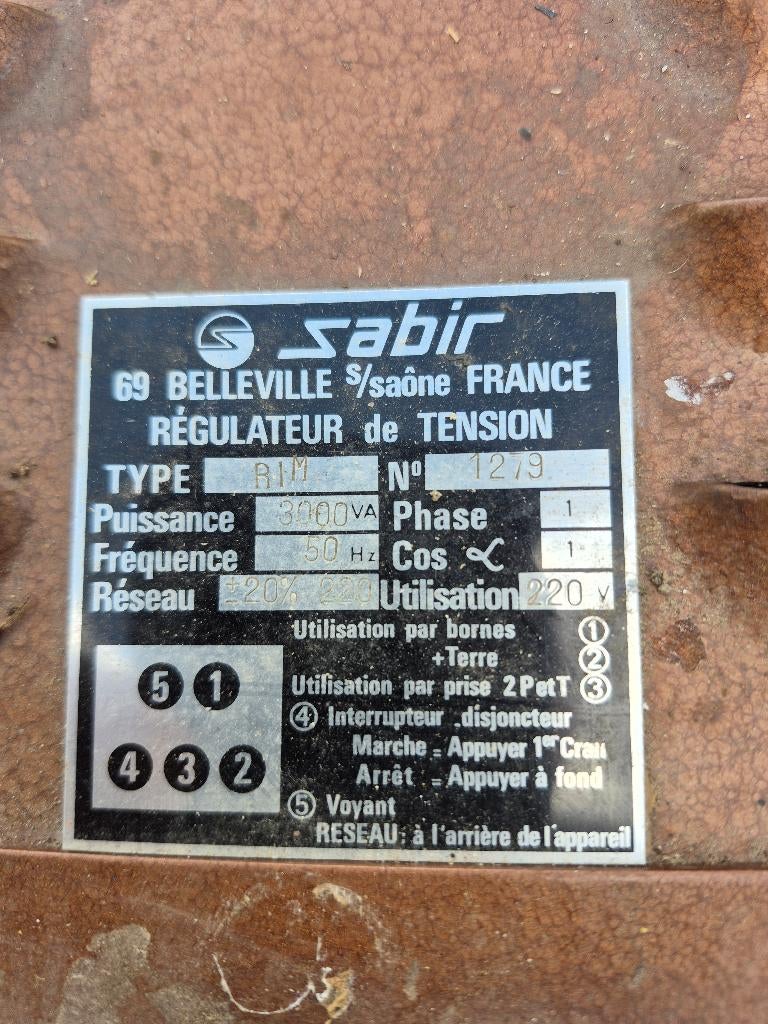 sabir
69 BELLEVILLE s/saône FRANCE
RÉGULATEUR de TENSION
TYPE R1M N° 1279
Puissance 3000 VA Phase 1
Fréquence 50 Hz Cos α 1
Réseau ±20% 220 Utilisation 220 V
Utilisation par bornes ①
+Terre ②
Utilisation par prise 2PetT ③
④ Interrupteur .disjoncteur
Marche = Appuyer 1er Cran
Arrêt = Appuyer à fond
⑤ Voyant
RESEAU: à l'arrière de l'appareil
5 1
4 3 2